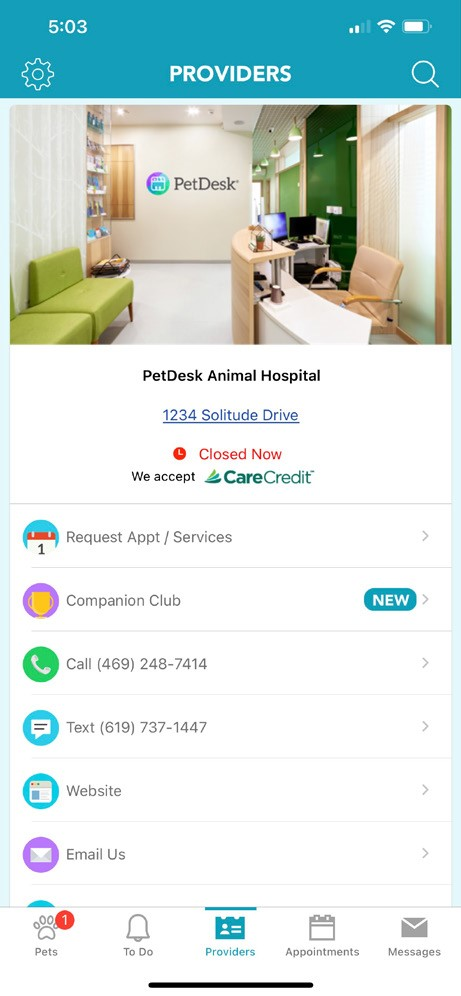 5:03
PROVIDERS
PetDesk
PetDesk Animal Hospital
1234 Solitude Drive
Closed Now
We accept CareCredit
1 Request Appt / Services
Companion Club NEW
Call (469) 248-7414
Text (619) 737-1447
Website
Email Us
1
Pets To Do Providers Appointments Messages